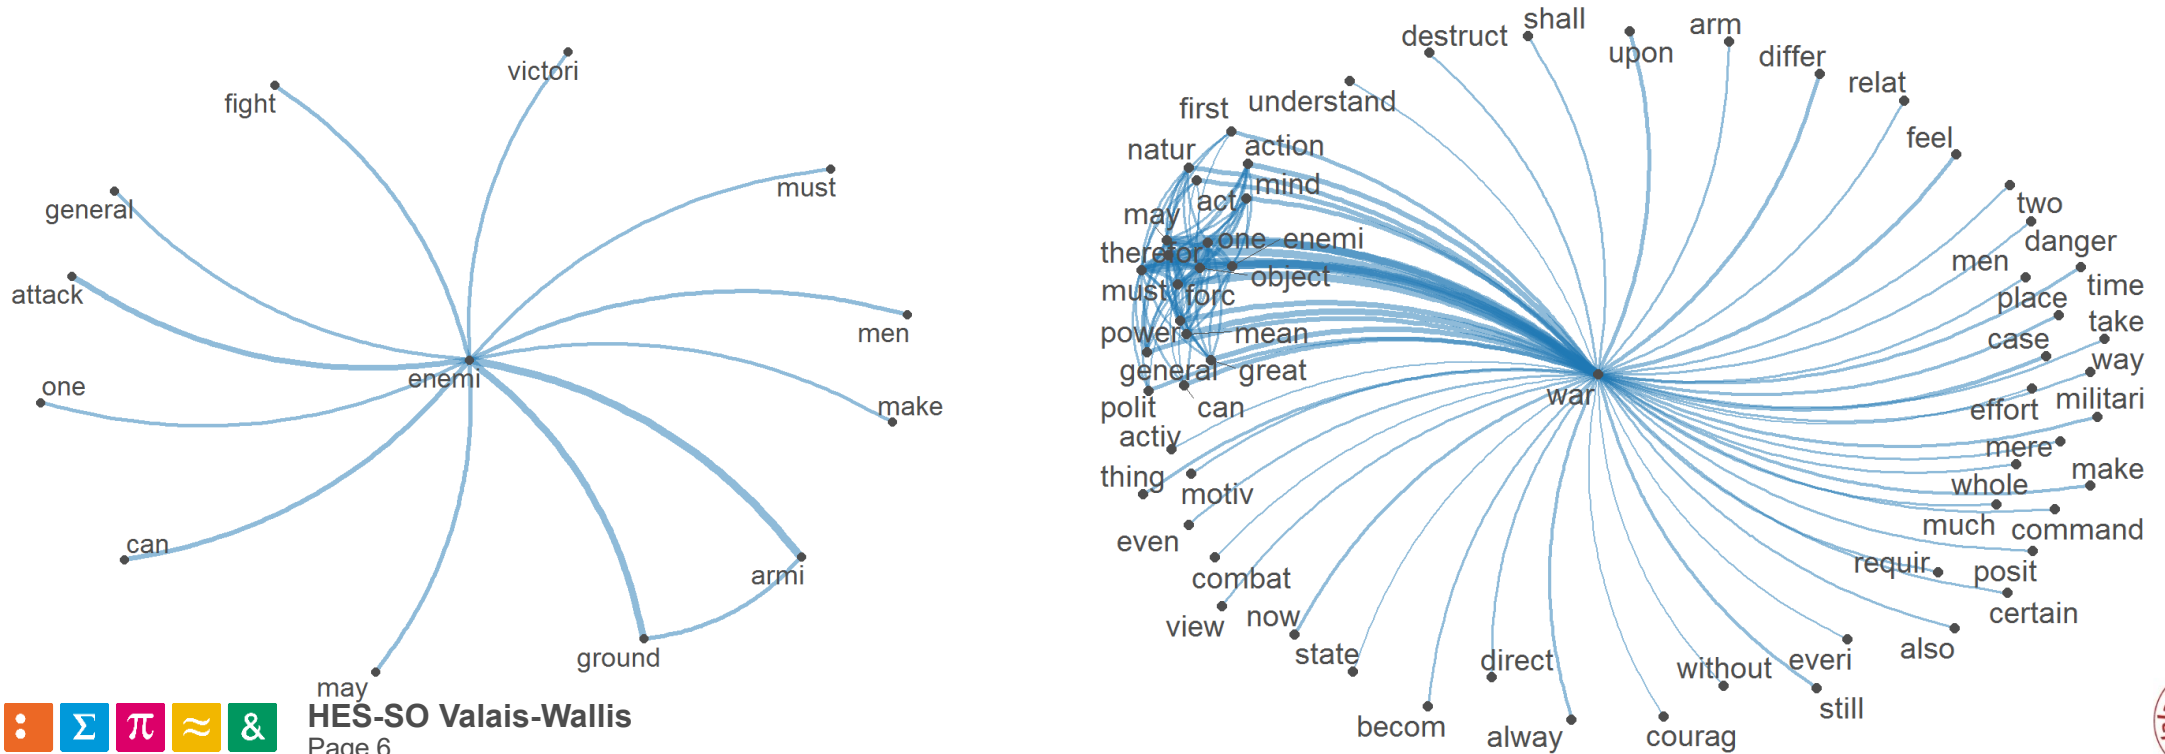 victori
fight
must
general
attack
men
enemi
one
make
can
armi
ground
may
shall
arm
destruct
upon
differ
relat
understand
first
feel
natur
action
mind
act
two
may
one
enemi
danger
therefor
object
men
must
forc
time
place
power
mean
take
case
general
great
way
war
polit
can
effort
militari
activ
mere
thing
motiv
make
whole
much
command
even
requir
posit
combat
certain
view
now
also
state
direct
without
everi
still
becom
alway
courag
: Σ π ≈ &
HES-SO Valais-Wallis
Page 6